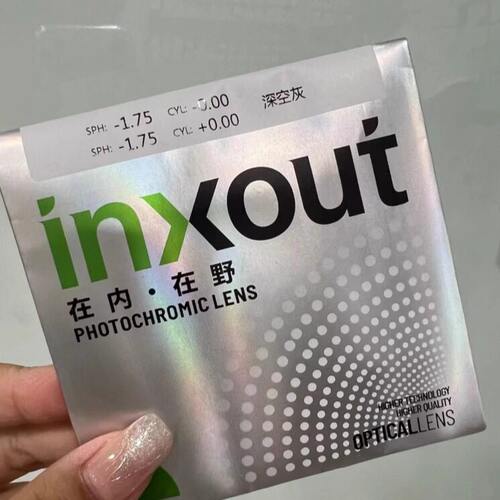 SPH: -1.75 CYL: -0.00 深空灰
SPH: -1.75 CYL: +0.00
inxout
在内·在野
PHOTOCHROMIC LENS
HIGHER TECHNOLOGY
HIGHER QUALITY
OPTICALLENS